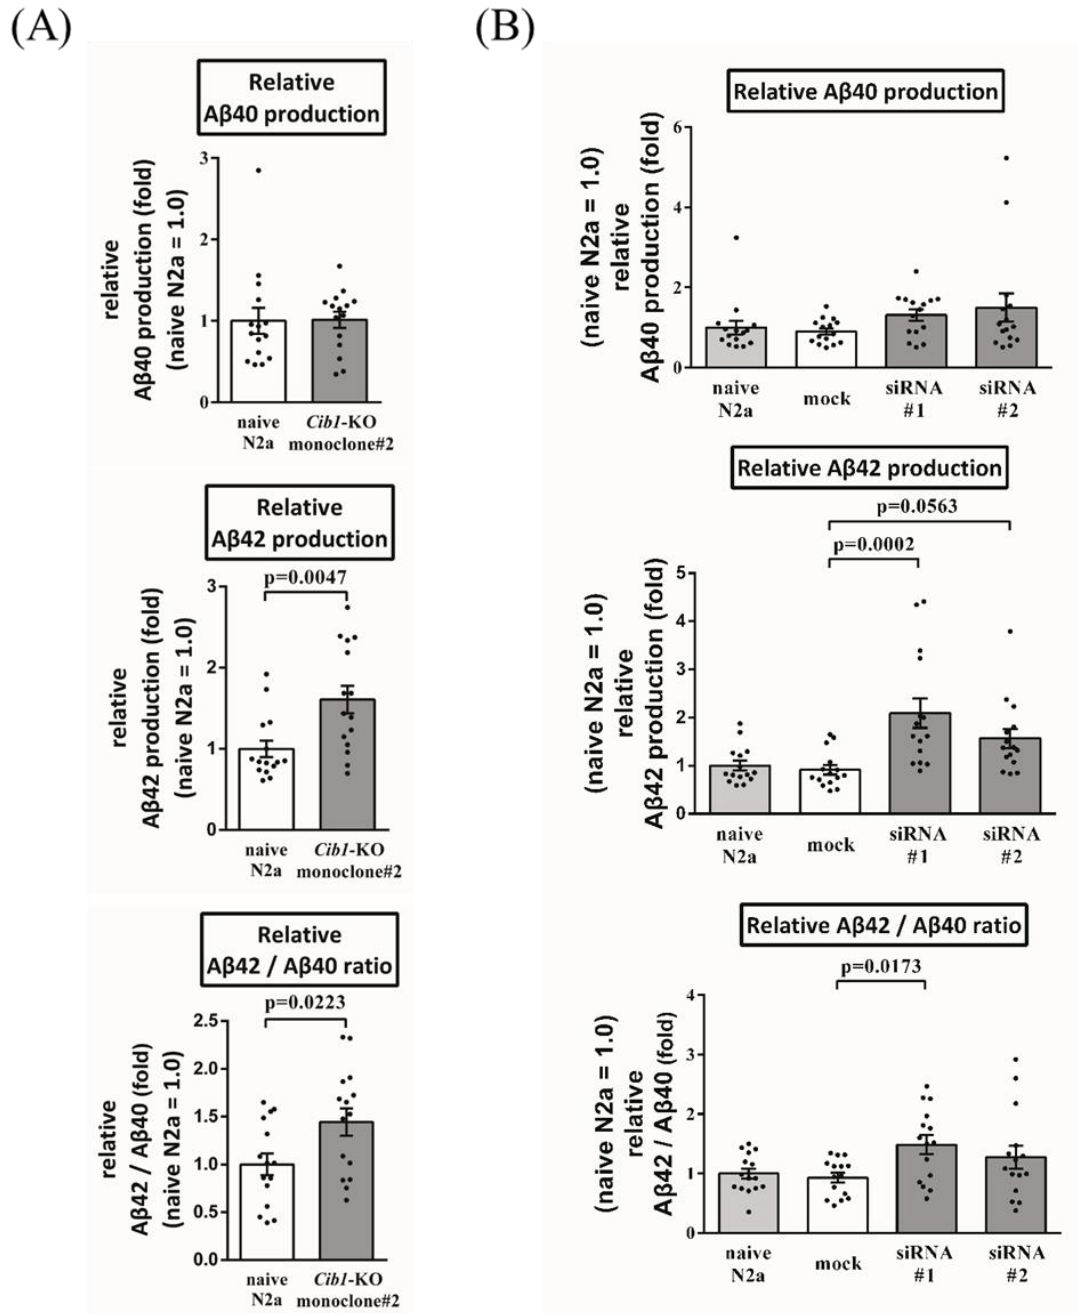 (A)
Relative
Aβ40 production
relative
Aβ40 production (fold)
(naive N2a = 1.0)
3
2
1
0
naive
N2a
Cib1-KO
monoclone#2
Relative
Aβ42 production
p=0.0047
relative
Aβ42 production (fold)
(naive N2a = 1.0)
3
2
1
0
naive
N2a
Cib1-KO
monoclone#2
Relative
Aβ42 / Aβ40 ratio
p=0.0223
relative
Aβ42 / Aβ40 (fold)
(naive N2a = 1.0)
2.5
2.0
1.5
1.0
0.5
0.0
naive
N2a
Cib1-KO
monoclone#2
(B)
Relative Aβ40 production
(naive N2a = 1.0)
relative
Aβ40 production (fold)
6
4
2
0
naive
N2a
mock
siRNA
#1
siRNA
#2
Relative Aβ42 production
p=0.0563
p=0.0002
(naive N2a = 1.0)
relative
Aβ42 production (fold)
5
4
3
2
1
0
naive
N2a
mock
siRNA
#1
siRNA
#2
Relative Aβ42 / Aβ40 ratio
p=0.0173
(naive N2a = 1.0)
relative
Aβ42 / Aβ40 (fold)
4
3
2
1
0
naive
N2a
mock
siRNA
#1
siRNA
#2